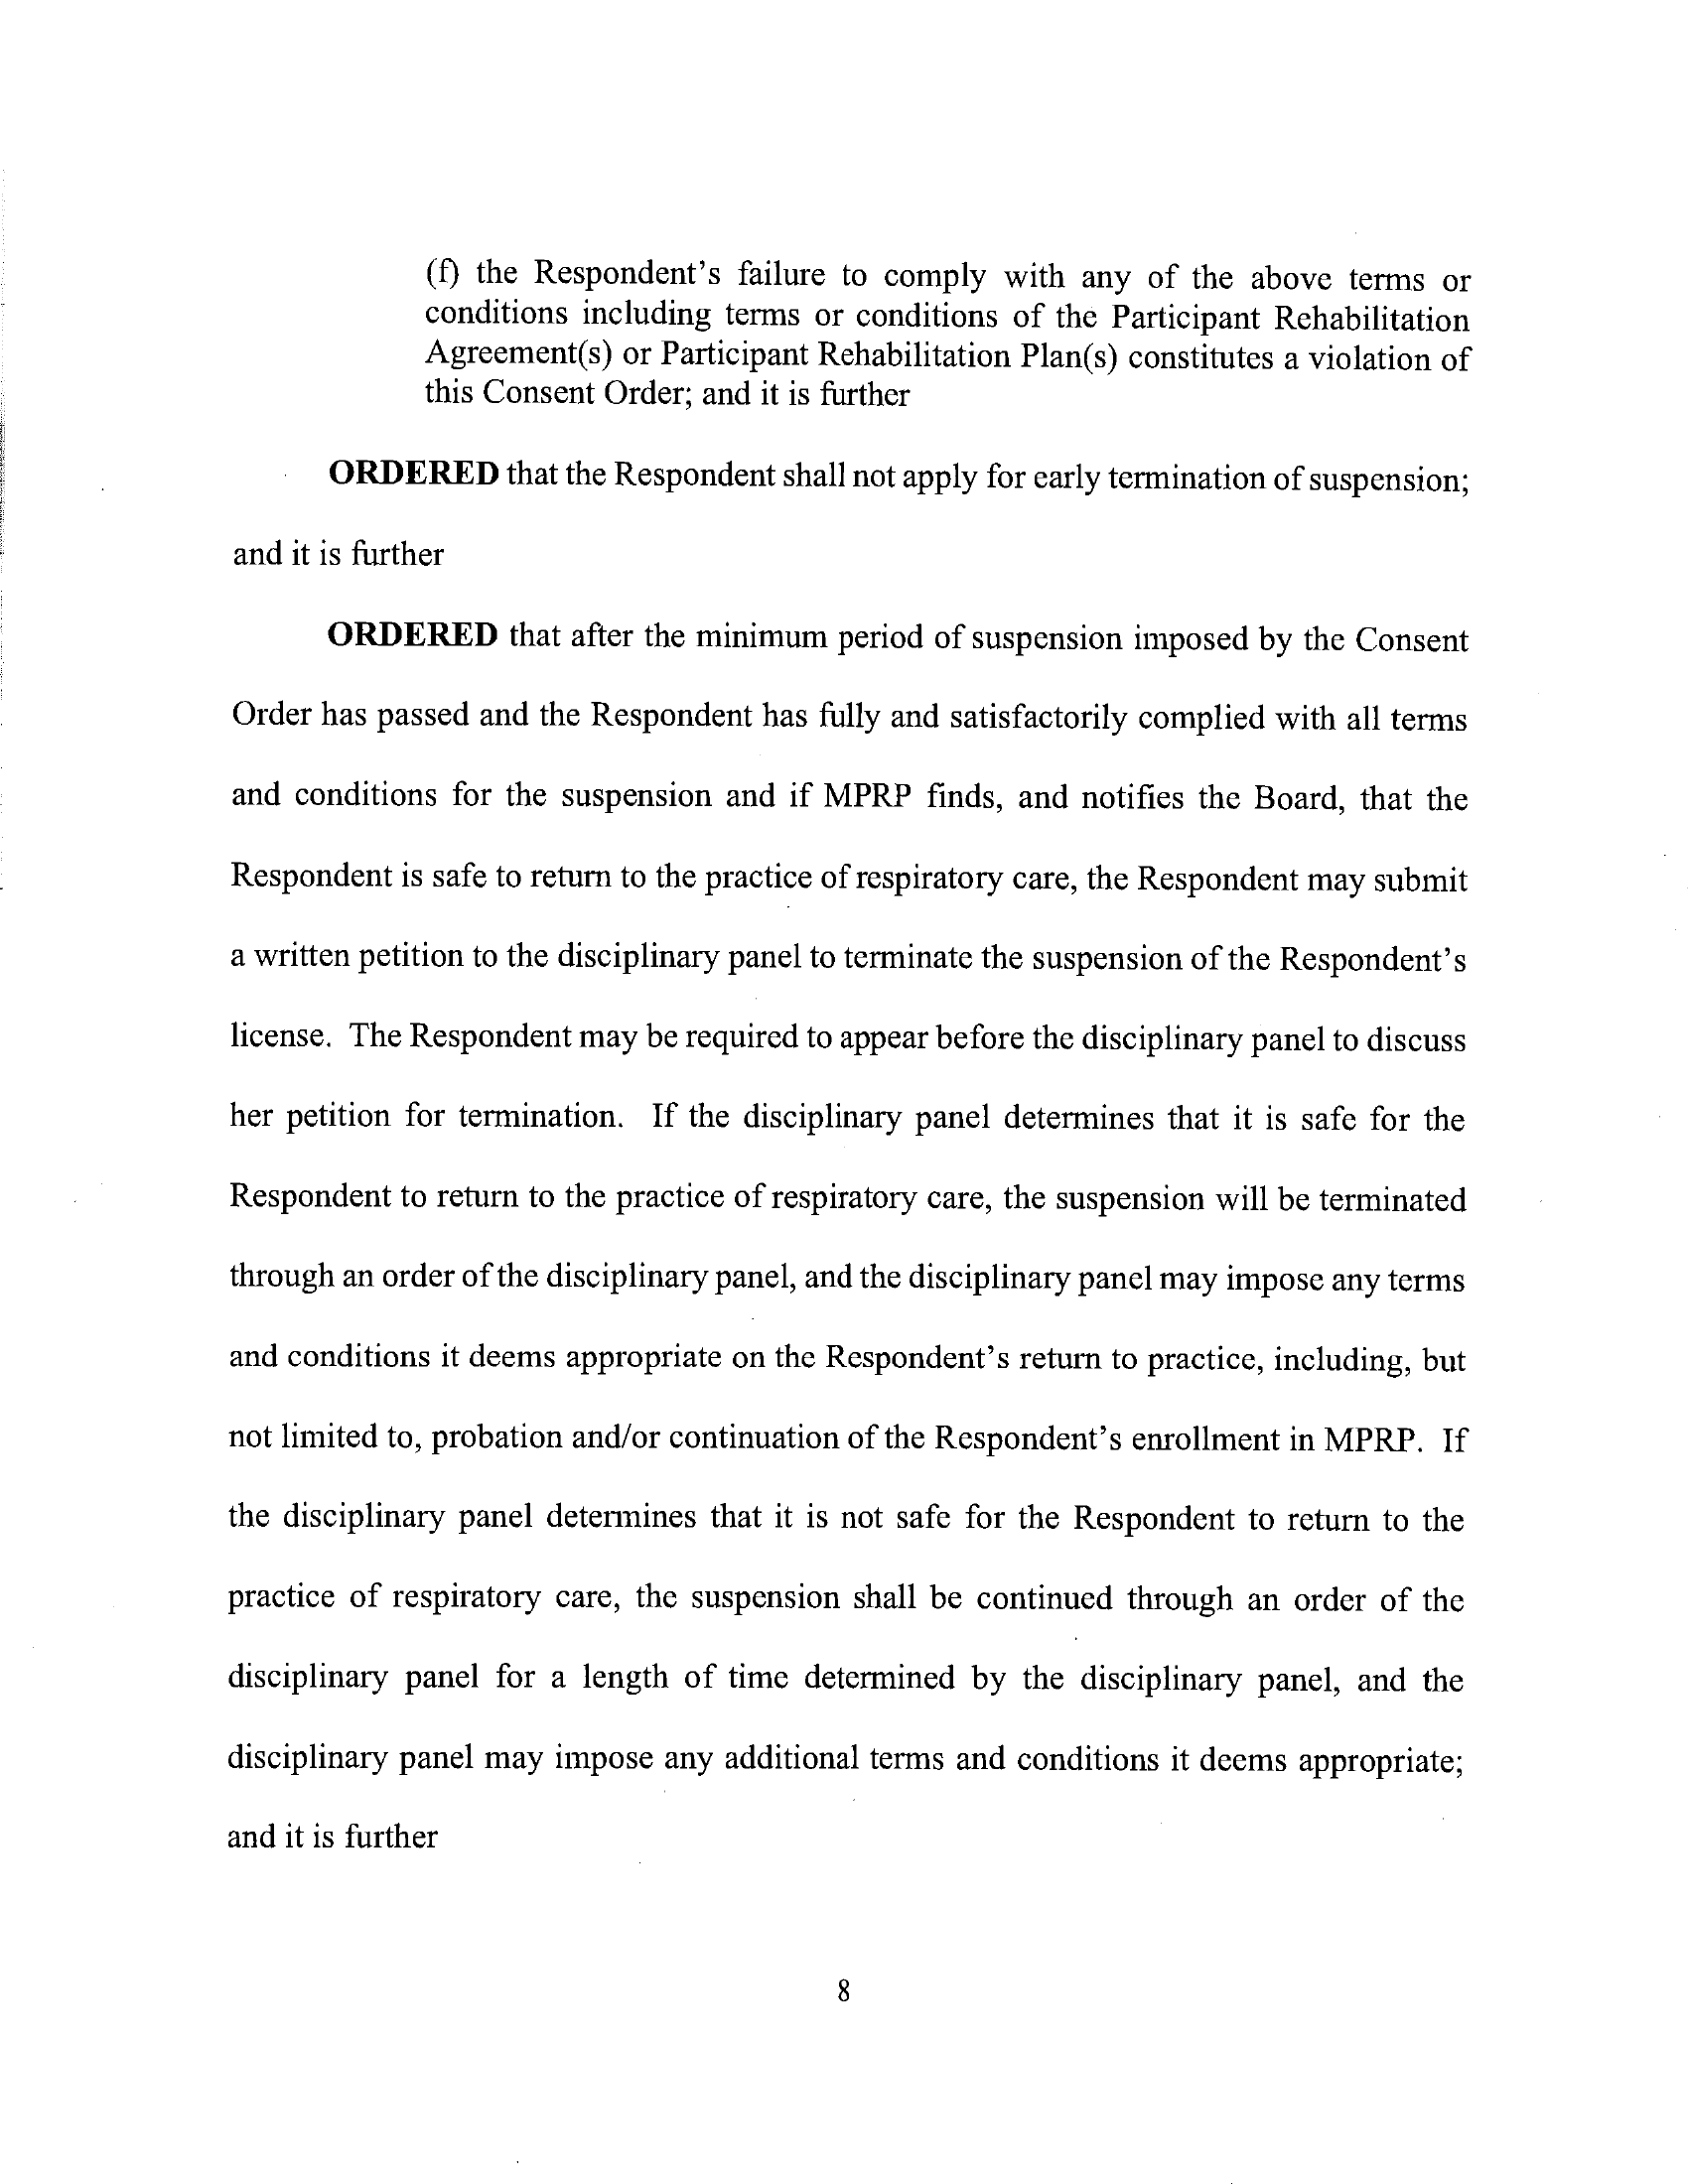 (f) the Respondent's failure to comply with any of the above terms or
conditions including terms or conditions of the Participant Rehabilitation
Agreement(s) or Participant Rehabilitation Plan(s) constitutes a violation of
this Consent Order; and it is further
ORDERED that the Respondent shall not apply for early termination of suspension;
and it is further
ORDERED that after the minimum period of suspension imposed by the Consent
Order has passed and the Respondent has fully and satisfactorily complied with all terms
and conditions for the suspension and if MPRP finds, and notifies the Board, that the
Respondent is safe to return to the practice of respiratory care, the Respondent may submit
a written petition to the disciplinary panel to terminate the suspension of the Respondent's
license. The Respondent may be required to appear before the disciplinary panel to discuss
her petition for termination. If the disciplinary panel determines that it is safe for the
Respondent to return to the practice of respiratory care, the suspension will be terminated
through an order of the disciplinary panel, and the disciplinary panel may impose any terms
and conditions it deems appropriate on the Respondent's return to practice, including, but
not limited to, probation and/or continuation of the Respondent's enrollment in MPRP. If
the disciplinary panel determines that it is not safe for the Respondent to return to the
practice of respiratory care, the suspension shall be continued through an order of the
disciplinary panel for a length of time determined by the disciplinary panel, and the
disciplinary panel may impose any additional terms and conditions it deems appropriate;
and it is further
8